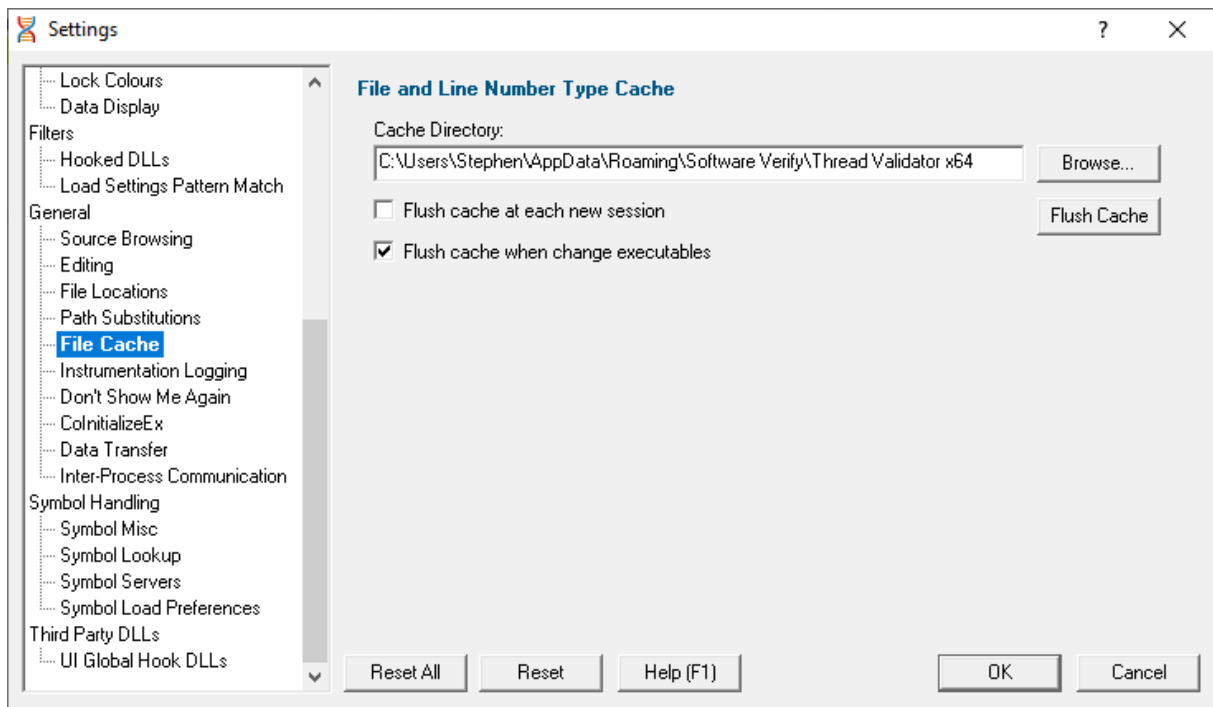 Settings
Lock Colours
Data Display
Filters
Hooked DLLs
Load Settings Pattern Match
General
Source Browsing
Editing
File Locations
Path Substitutions
File Cache
Instrumentation Logging
Don't Show Me Again
CoInitializeEx
Data Transfer
Inter-Process Communication
Symbol Handling
Symbol Misc
Symbol Lookup
Symbol Servers
Symbol Load Preferences
Third Party DLLs
UI Global Hook DLLs
File and Line Number Type Cache
Cache Directory:
C:\Users\Stephen\AppData\Roaming\Software Verify\Thread Validator x64
Browse...
Flush cache at each new session
Flush Cache
Flush cache when change executables
Reset All
Reset
Help (F1)
OK
Cancel